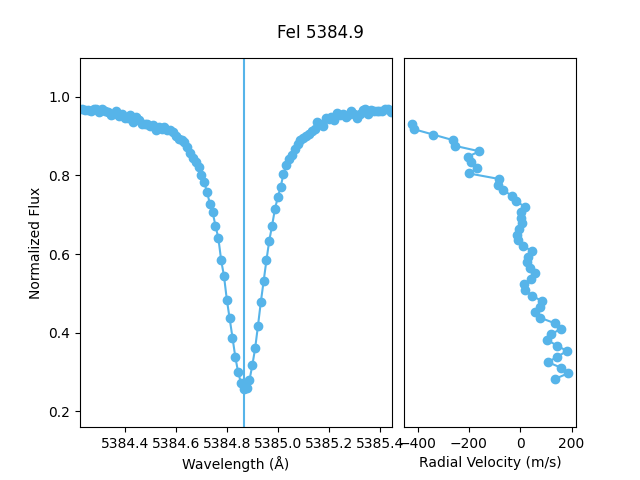 FeI 5384.9
Normalized Flux
1.0
0.8
0.6
0.4
0.2
5384.4 5384.6 5384.8 5385.0 5385.2 5385.4
Wavelength (Å)
−400 −200 0 200
Radial Velocity (m/s)